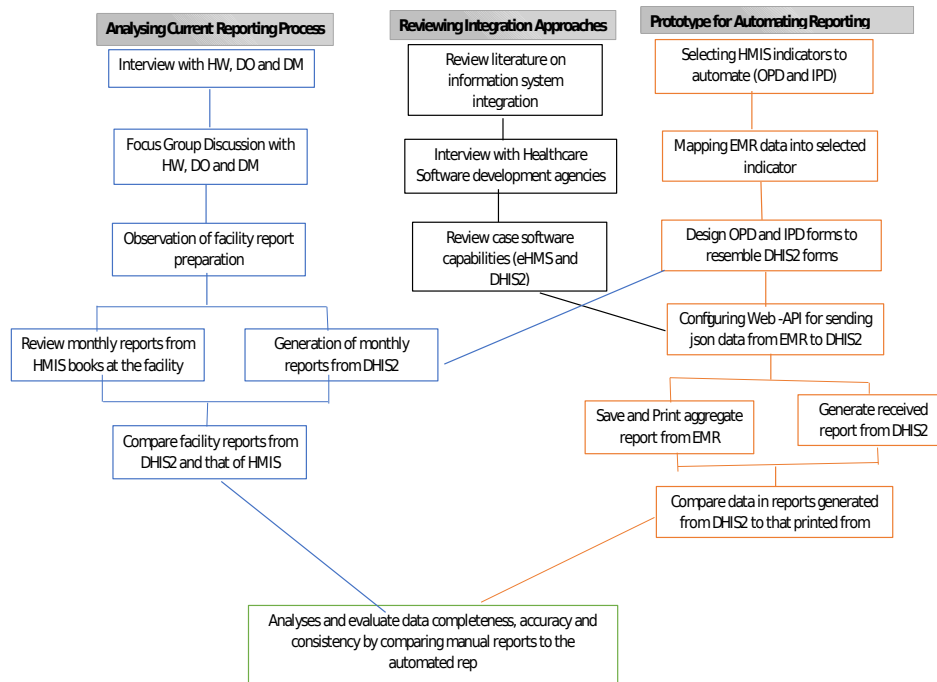 Analysing Current Reporting Process
Interview with HW, DO and DM
Focus Group Discussion with
HW, DO and DM
Observation of facility report
preparation
Review monthly reports from
HMIS books at the facility
Generation of monthly
reports from DHIS2
Compare facility reports from
DHIS2 and that of HMIS
Reviewing Integration Approaches
Review literature on
information system
integration
Interview with Healthcare
Software development agencies
Review case software
capabilities (eHMS and
DHIS2)
Prototype for Automating Reporting
Selecting HMIS indicators to
automate (OPD and IPD)
Mapping EMR data into selected
indicator
Design OPD and IPD forms to
resemble DHIS2 forms
Configuring Web -API for sending
json data from EMR to DHIS2
Save and Print aggregate
report from EMR
Generate received
report from DHIS2
Compare data in reports generated
from DHIS2 to that printed from
Analyses and evaluate data completeness, accuracy and
consistency by comparing manual reports to the
automated rep